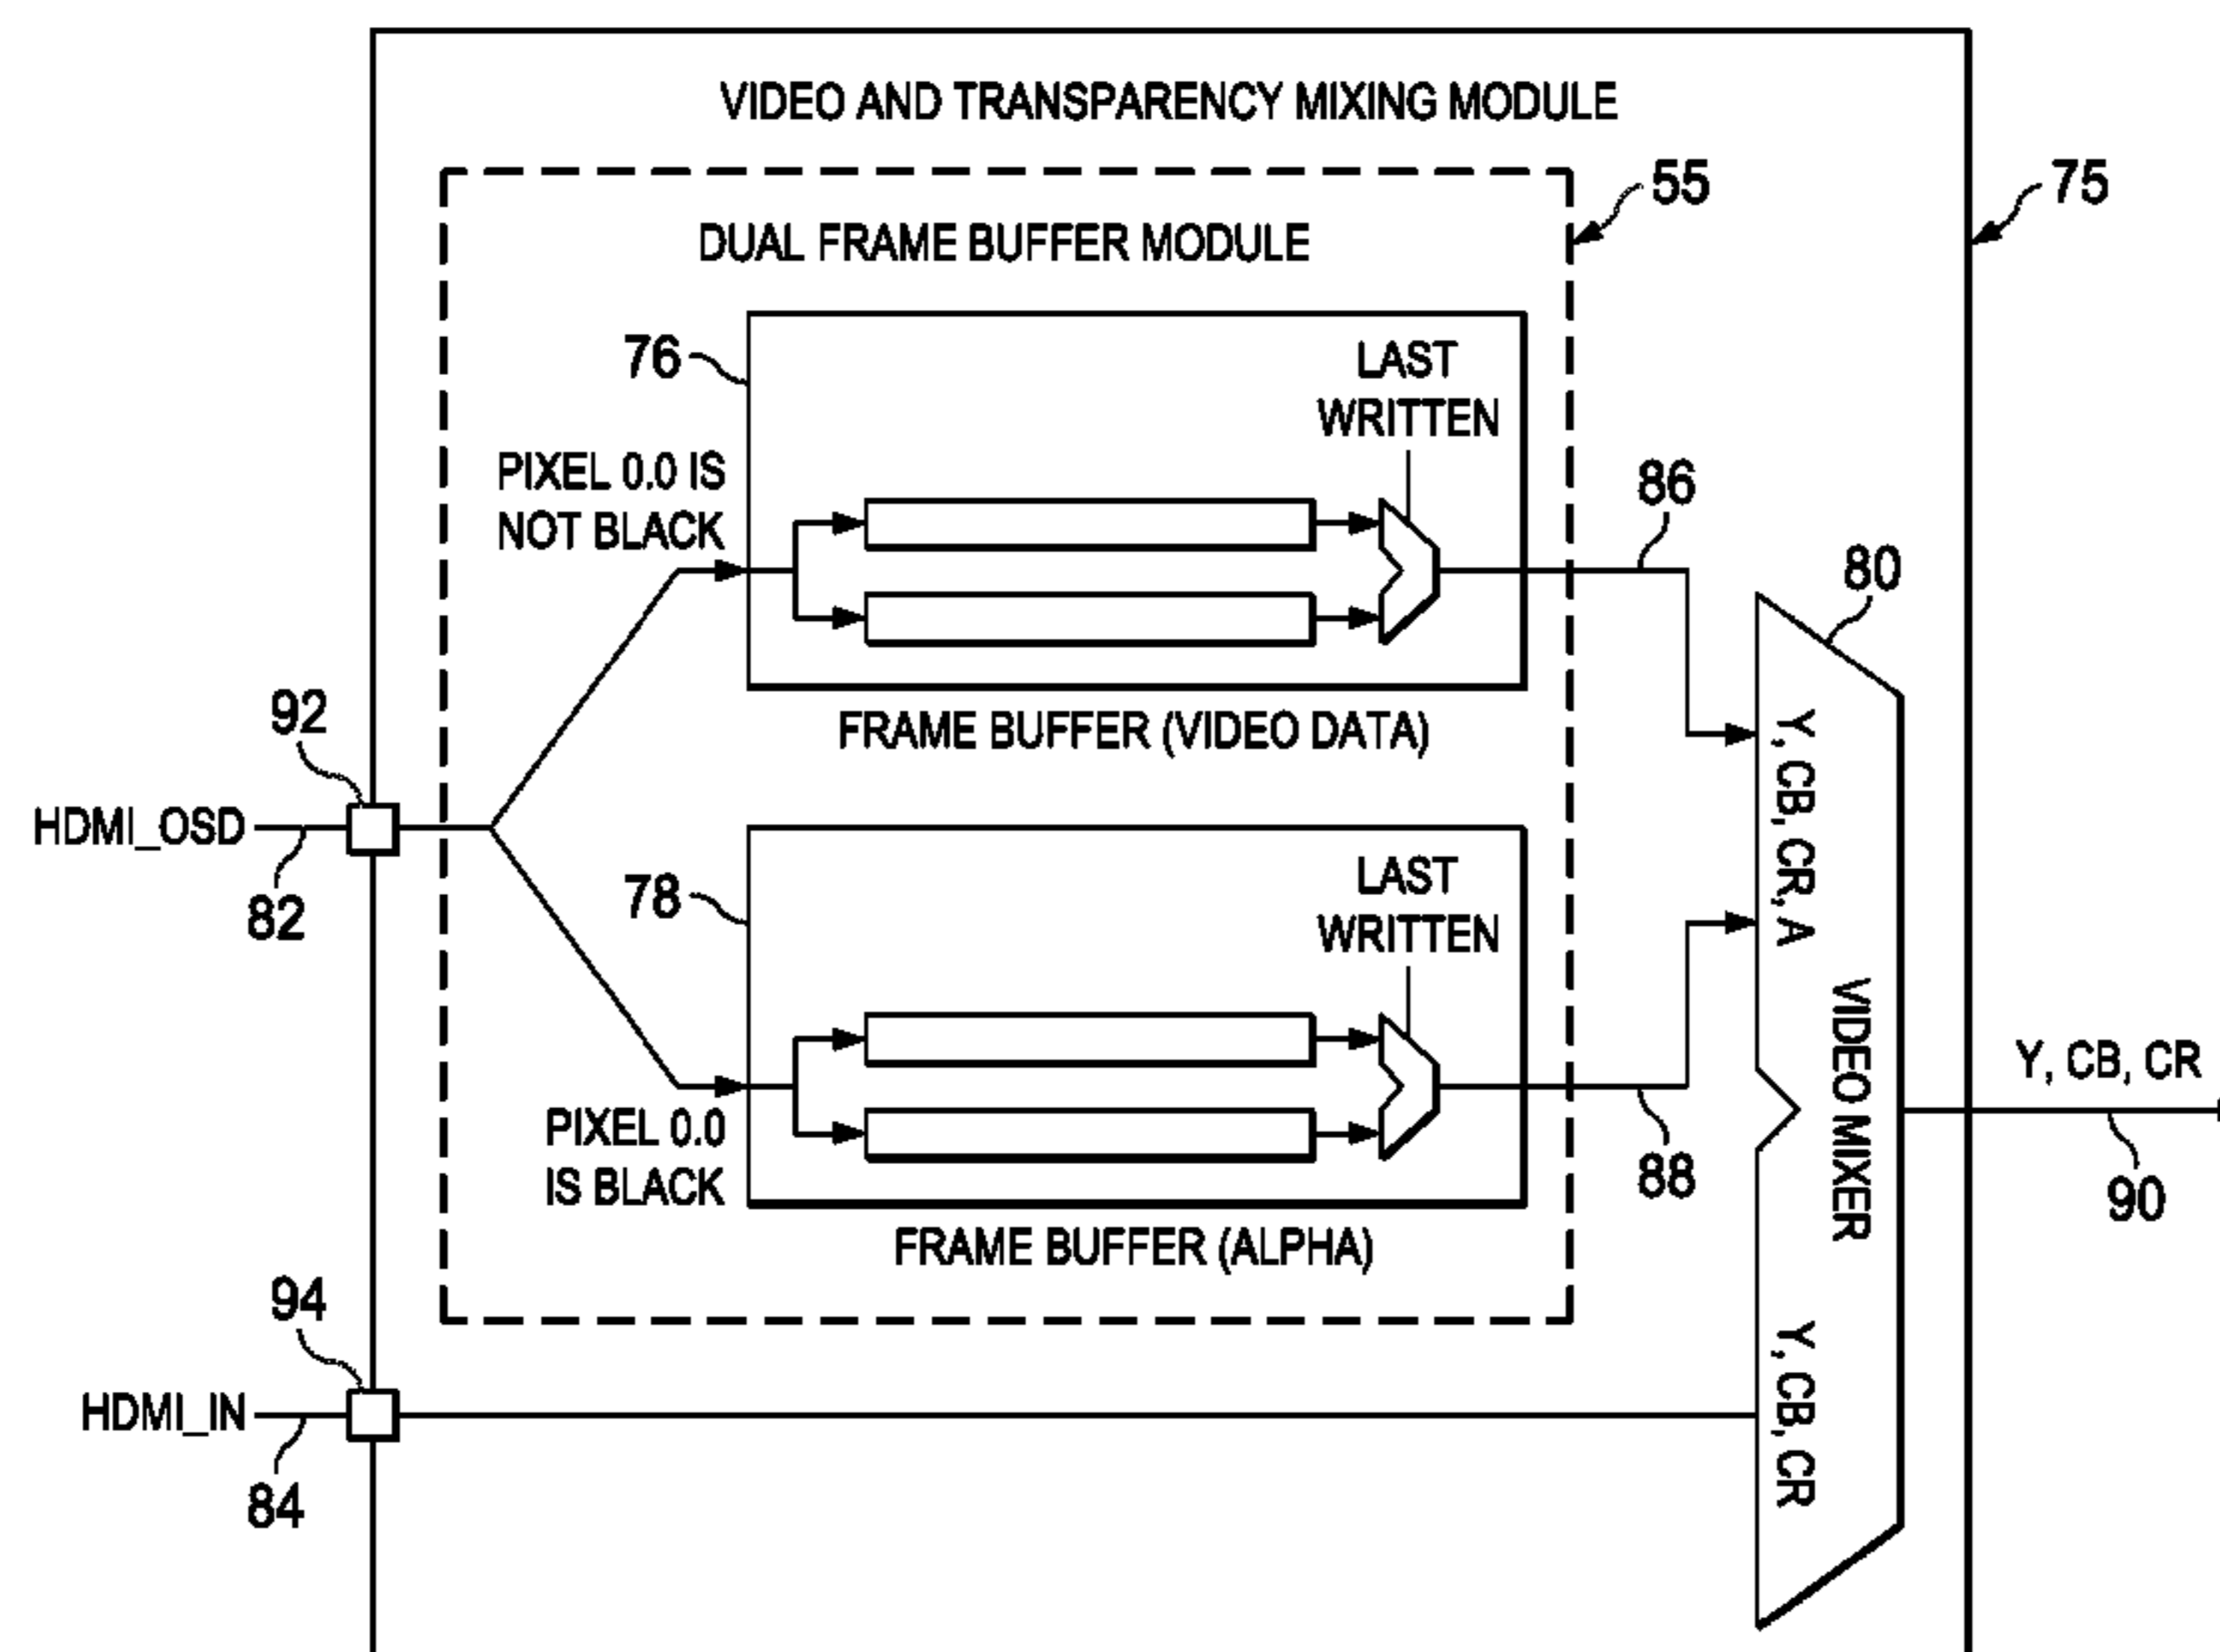 VIDEO AND TRANSPARENCY MIXING MODULE
55
75
DUAL FRAME BUFFER MODULE
76
LAST
WRITTEN
PIXEL 0.0 IS
NOT BLACK
86
80
FRAME BUFFER (VIDEO DATA)
Y, CB, CR, A
92
HDMI_OSD
82
78
LAST
WRITTEN
VIDEO MIXER
Y, CB, CR
90
PIXEL 0.0
IS BLACK
88
FRAME BUFFER (ALPHA)
94
HDMI_IN
84
Y, CB, CR